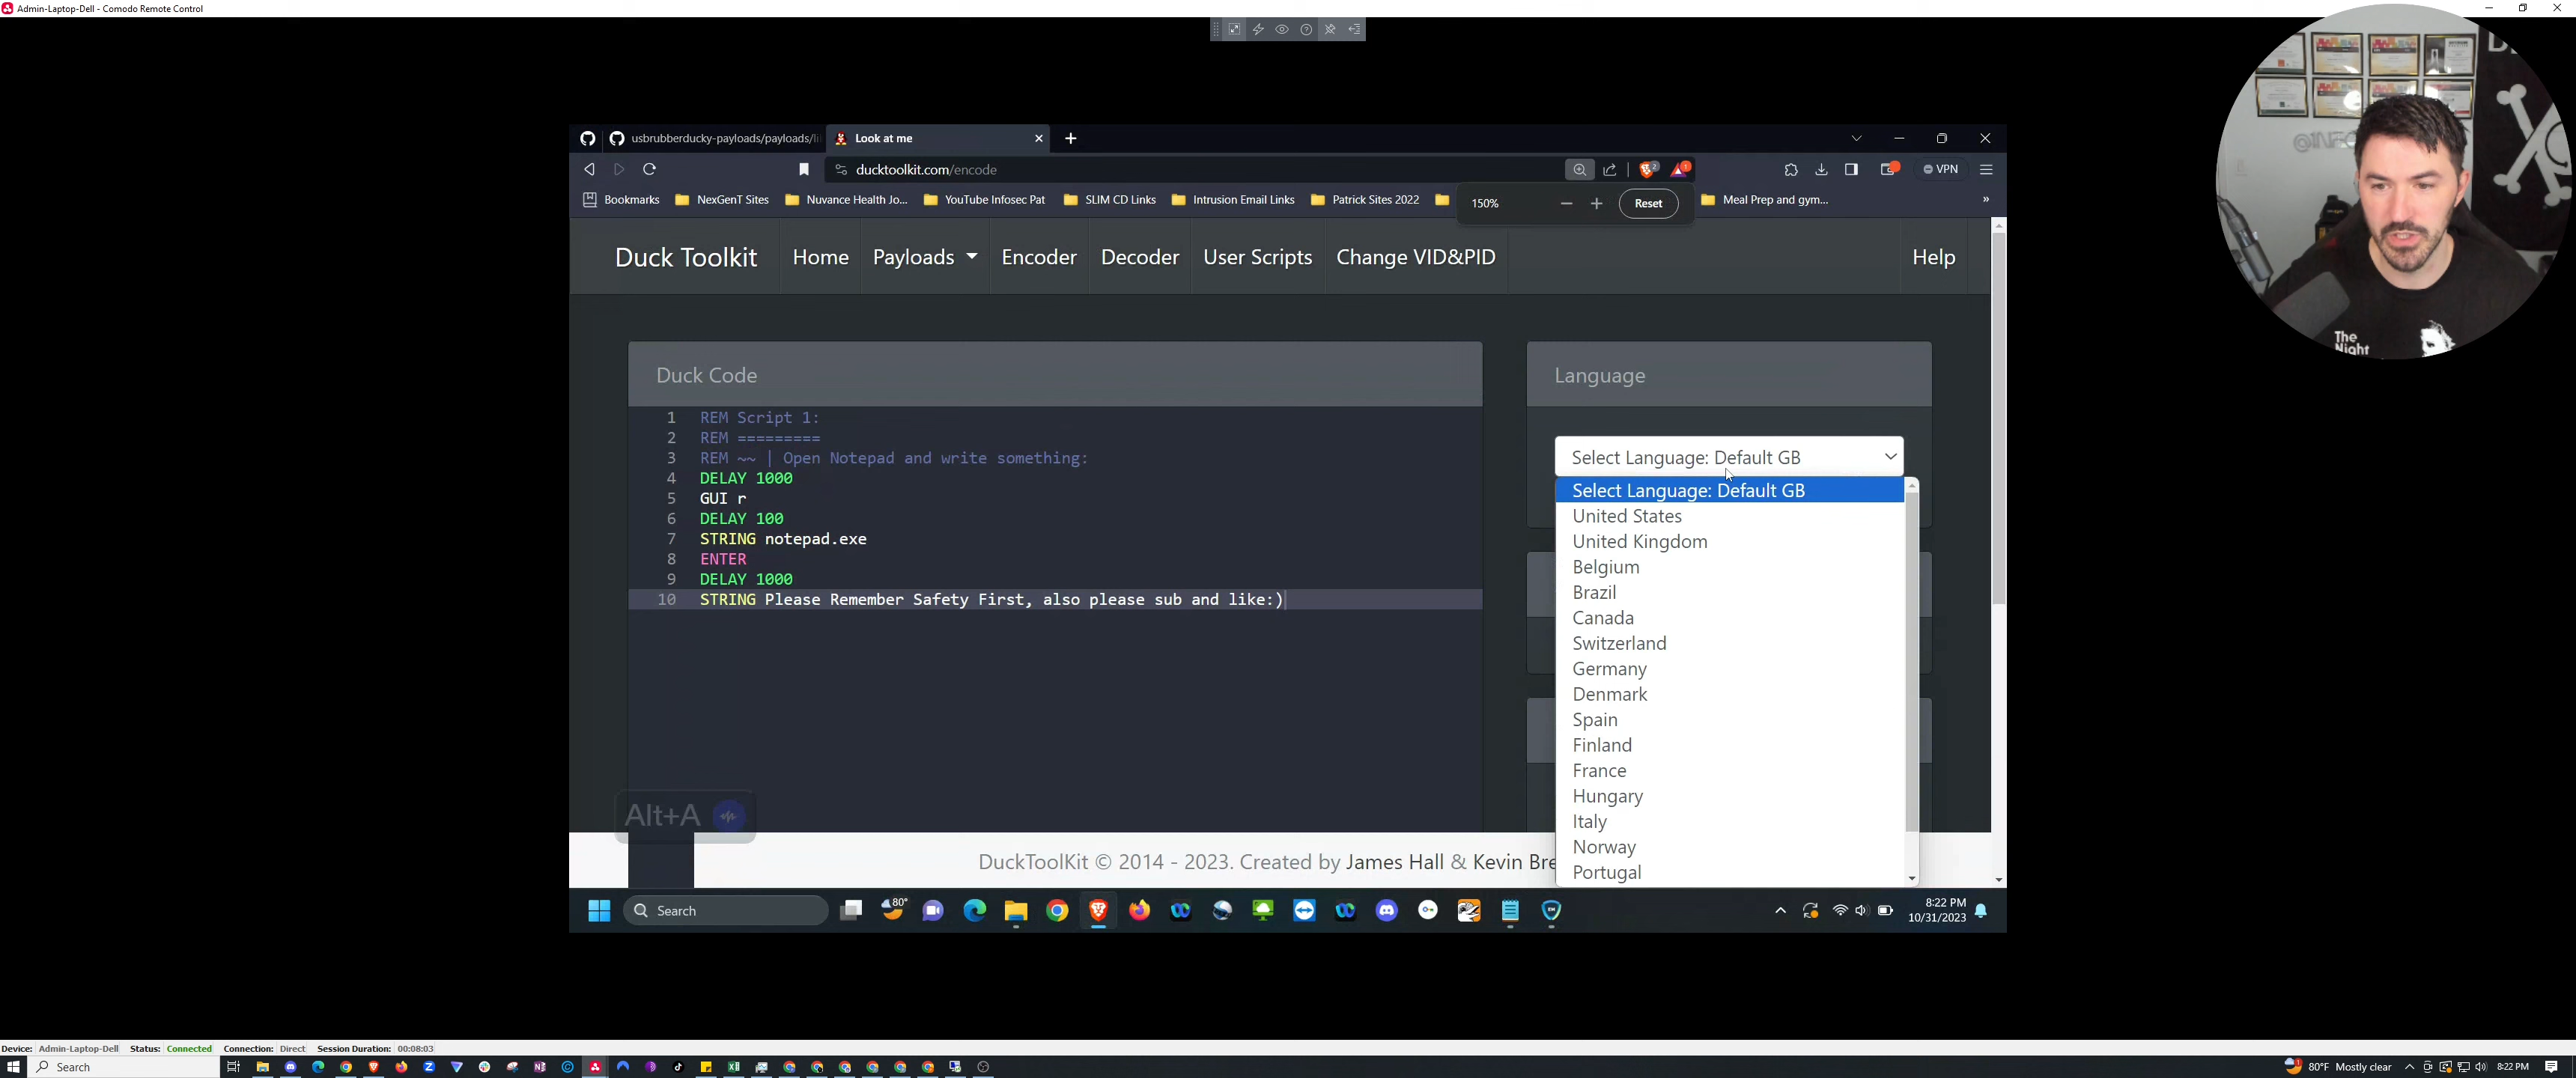 Admin-Laptop-Dell - Comodo Remote Control
usbrubberducky-payloads/payloads/li
Look at me
ducktoolkit.com/encode
2
1
VPN
Bookmarks
NexGenT Sites
Nuvance Health Jo...
YouTube Infosec Pat
SLIM CD Links
Intrusion Email Links
Patrick Sites 2022
150%
Reset
Meal Prep and gym...
»
Duck Toolkit
Home
Payloads
Encoder
Decoder
User Scripts
Change VID&PID
Help
Duck Code
1 REM Script 1:
2 REM =========
3 REM ~~ | Open Notepad and write something:
4 DELAY 1000
5 GUI r
6 DELAY 100
7 STRING notepad.exe
8 ENTER
9 DELAY 1000
10 STRING Please Remember Safety First, also please sub and like:)
Language
Select Language: Default GB
Select Language: Default GB
United States
United Kingdom
Belgium
Brazil
Canada
Switzerland
Germany
Denmark
Spain
Finland
France
Hungary
Italy
Norway
Portugal
Alt+A
DuckToolKit © 2014 - 2023. Created by James Hall & Kevin Bre
Search
80°
8:22 PM
10/31/2023
The
Night
Device: Admin-Laptop-Dell Status: Connected Connection: Direct Session Duration: 00:08:03
Search
80°F Mostly clear
8:22 PM